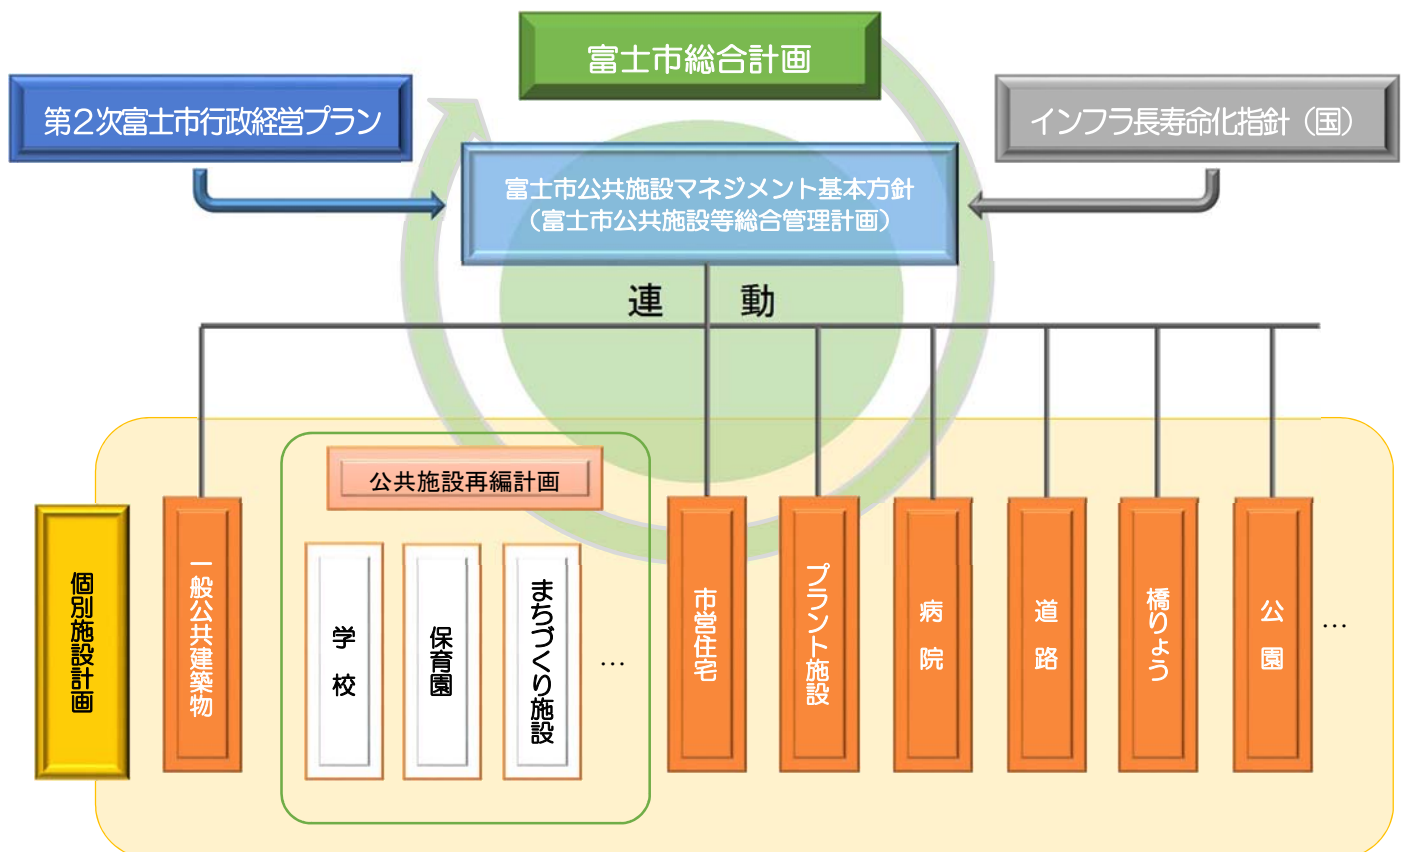 富士市総合計画
第２次富士市行政経営プラン
インフラ長寿命化指針（国）
富士市公共施設マネジメント基本方針
（富士市公共施設等総合管理計画）
連動
公共施設再編計画
個別施設計画
一般公共建築物
学校
保育園
まちづくり施設
…
市営住宅
プラント施設
病院
道路
橋りょう
公園
…